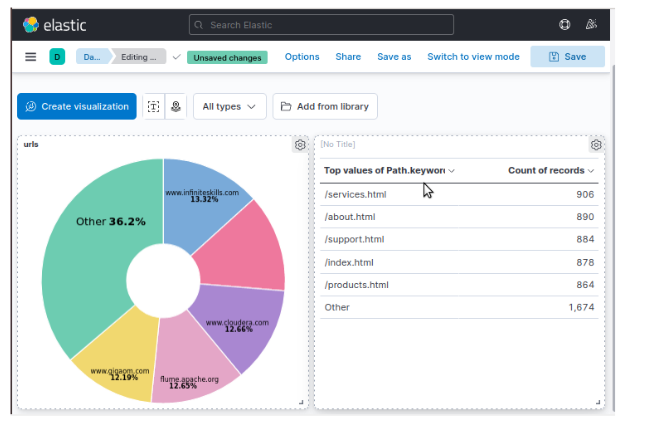 elastic
Search Elastic
D
Da...
Editing ...
Unsaved changes
Options
Share
Save as
Switch to view mode
Save
Create visualization
T
All types
Add from library
urls
[No Title]
www.infiniteskills.com
13.32%
Other 36.2%
www.cloudera.com
12.66%
www.gigaom.com
12.19%
flume.apache.org
12.65%
Top values of Path.keyword
Count of records
/services.html 906
/about.html 890
/support.html 884
/index.html 878
/products.html 864
Other 1,674